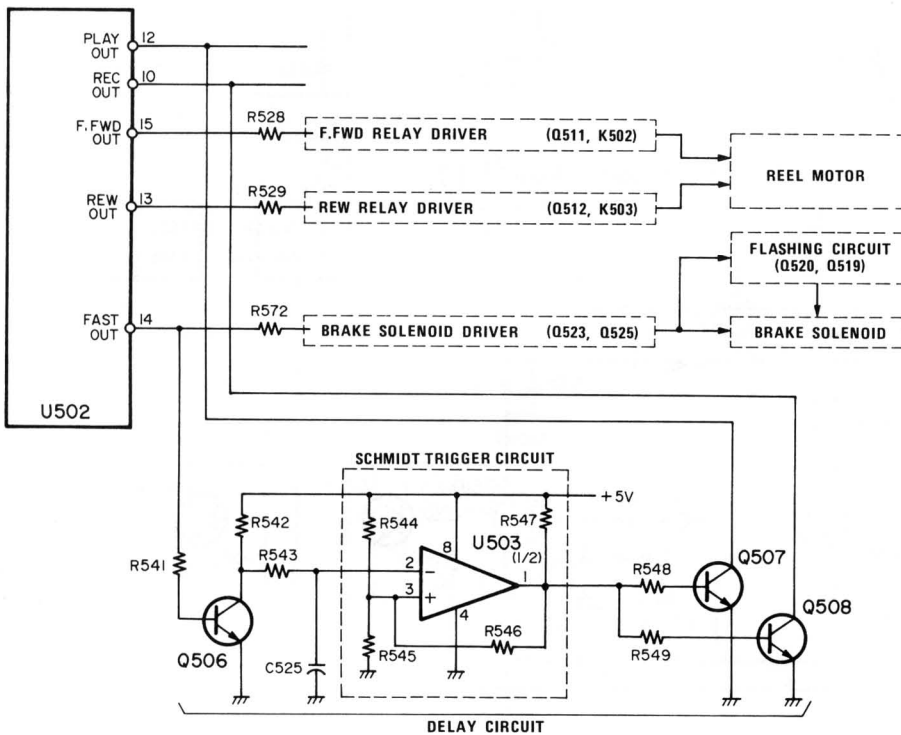 PLAY OUT 12
REC OUT 10
F.FWD OUT 15
R528
F.FWD RELAY DRIVER (Q511, K502)
REEL MOTOR
REW OUT 13
R529
REW RELAY DRIVER (Q512, K503)
FLASHING CIRCUIT
(Q520, Q519)
FAST OUT 14
R572
BRAKE SOLENOID DRIVER (Q523, Q525)
BRAKE SOLENOID
U502
SCHMIDT TRIGGER CIRCUIT
+5V
R542
R544
R547
U503
(1/2)
8
R541
R543
2
-
1
3
+
4
R548
Q507
R546
R549
Q508
Q506
C525
R545
DELAY CIRCUIT